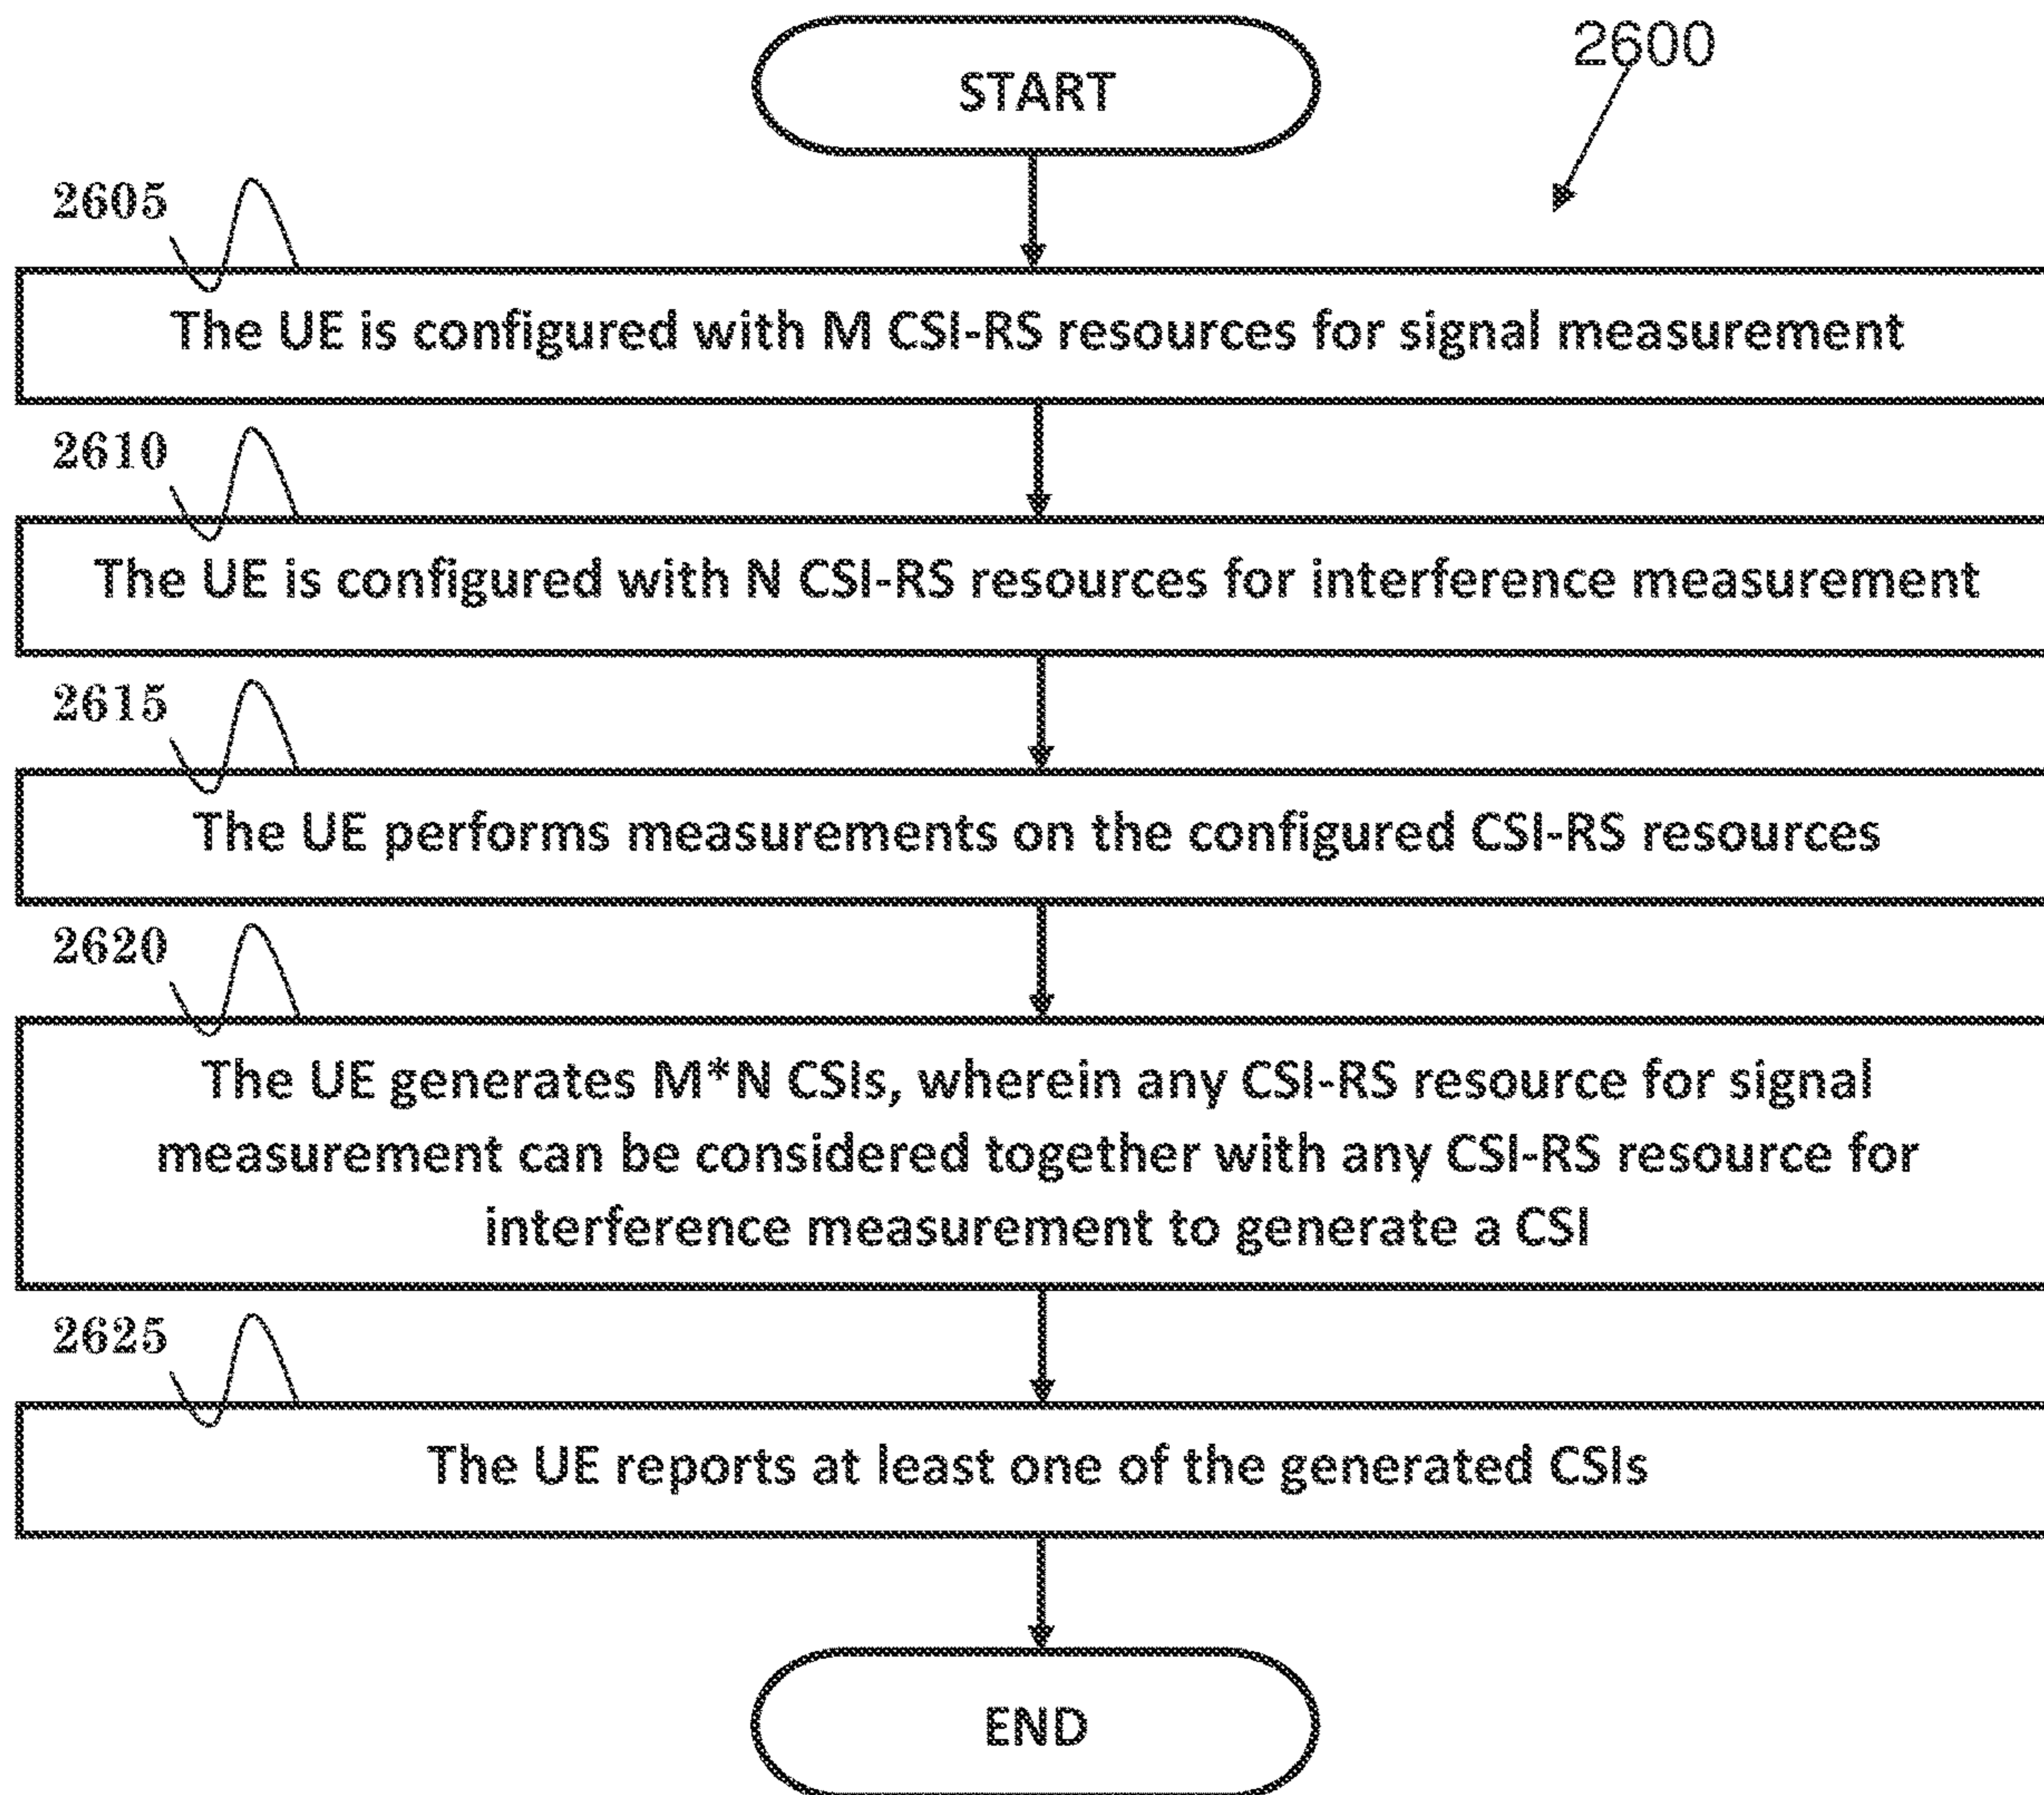 START
2600
2605
The UE is configured with M CSI-RS resources for signal measurement
2610
The UE is configured with N CSI-RS resources for interference measurement
2615
The UE performs measurements on the configured CSI-RS resources
2620
The UE generates M*N CSIs, wherein any CSI-RS resource for signal
measurement can be considered together with any CSI-RS resource for
interference measurement to generate a CSI
2625
The UE reports at least one of the generated CSIs
END